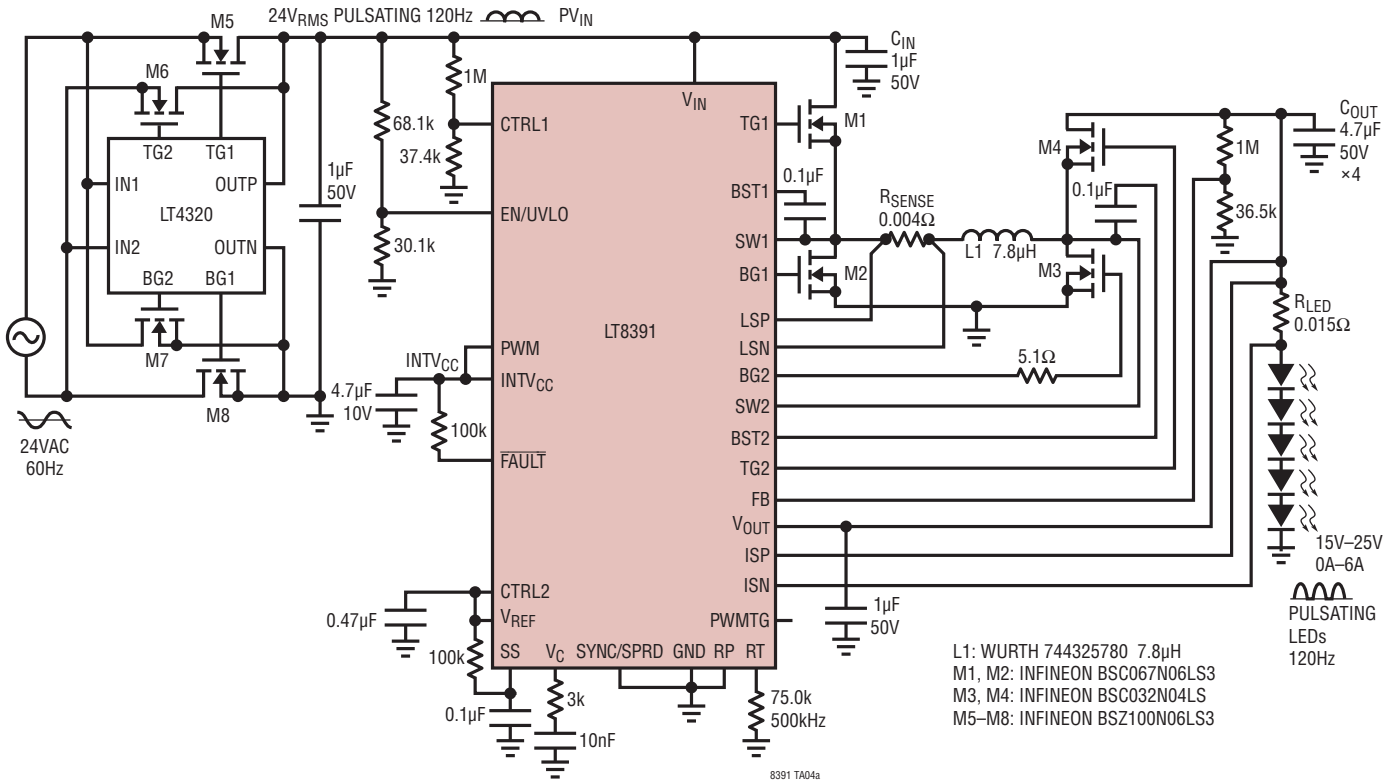 24VRMS PULSATING 120Hz
PVIN
M5
M6
TG2
TG1
IN1
OUTP
LT4320
IN2
OUTN
BG2
BG1
M7
M8
24VAC
60Hz
1µF
50V
68.1k
30.1k
1M
37.4k
INTVCC
4.7µF
10V
100k
0.47µF
100k
0.1µF
3k
10nF
75.0k
500kHz
LT8391
VIN
CTRL1
EN/UVLO
PWM
INTVCC
FAULT
CTRL2
VREF
SS
VC
SYNC/SPRD
GND
RP
RT
TG1
BST1
SW1
BG1
LSP
LSN
BG2
SW2
BST2
TG2
FB
VOUT
ISP
ISN
PWMTG
CIN
1µF
50V
M1
0.1µF
M2
RSENSE
0.004Ω
L1 7.8µH
M4
0.1µF
M3
5.1Ω
1µF
50V
1M
36.5k
COUT
4.7µF
50V
×4
RLED
0.015Ω
15V–25V
0A–6A
PULSATING
LEDs
120Hz
L1: WURTH 744325780 7.8µH
M1, M2: INFINEON BSC067N06LS3
M3, M4: INFINEON BSC032N04LS
M5–M8: INFINEON BSZ100N06LS3
8391 TA04a